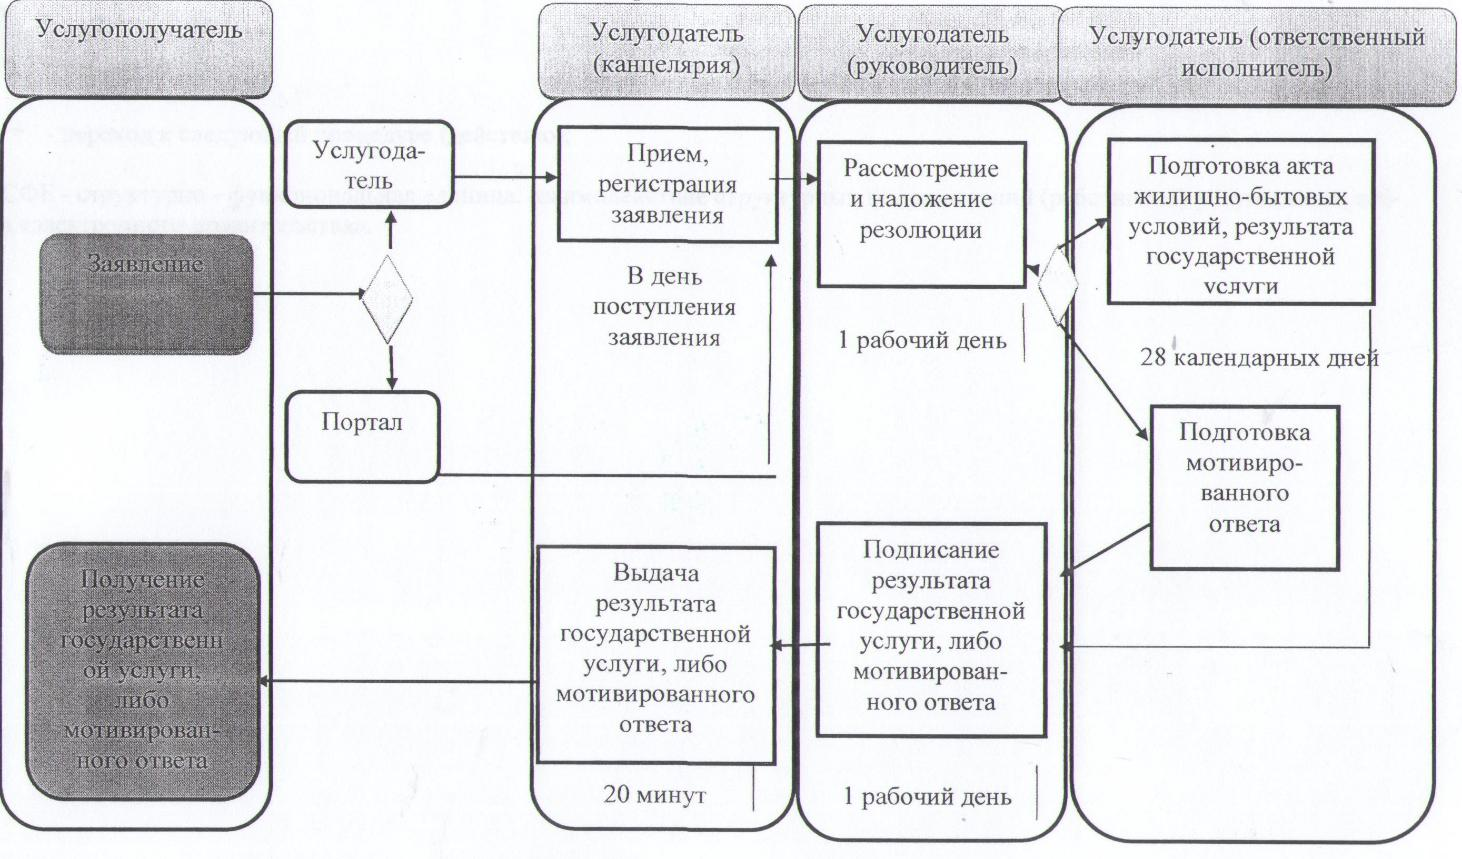 Услугополучатель
Услугодатель
(канцелярия)
Услугодатель
(руководитель)
Услугодатель (ответственный
исполнитель)
Заявление
Услугода-
тель
Портал
Прием,
регистрация
заявления
В день
поступления
заявления
Рассмотрение
и наложение
резолюции
1 рабочий день
Подготовка акта
жилищно-бытовых
условий, результата
государственной
услуги
28 календарных дней
Подготовка
мотивиро-
ванного
ответа
Подписание
результата
государственной
услуги, либо
мотивирован-
ного ответа
1 рабочий день
Выдача
результата
государственной
услуги, либо
мотивированного
ответа
20 минут
Получение
результата
государственн
ой услуги,
либо
мотивирован-
ного ответа